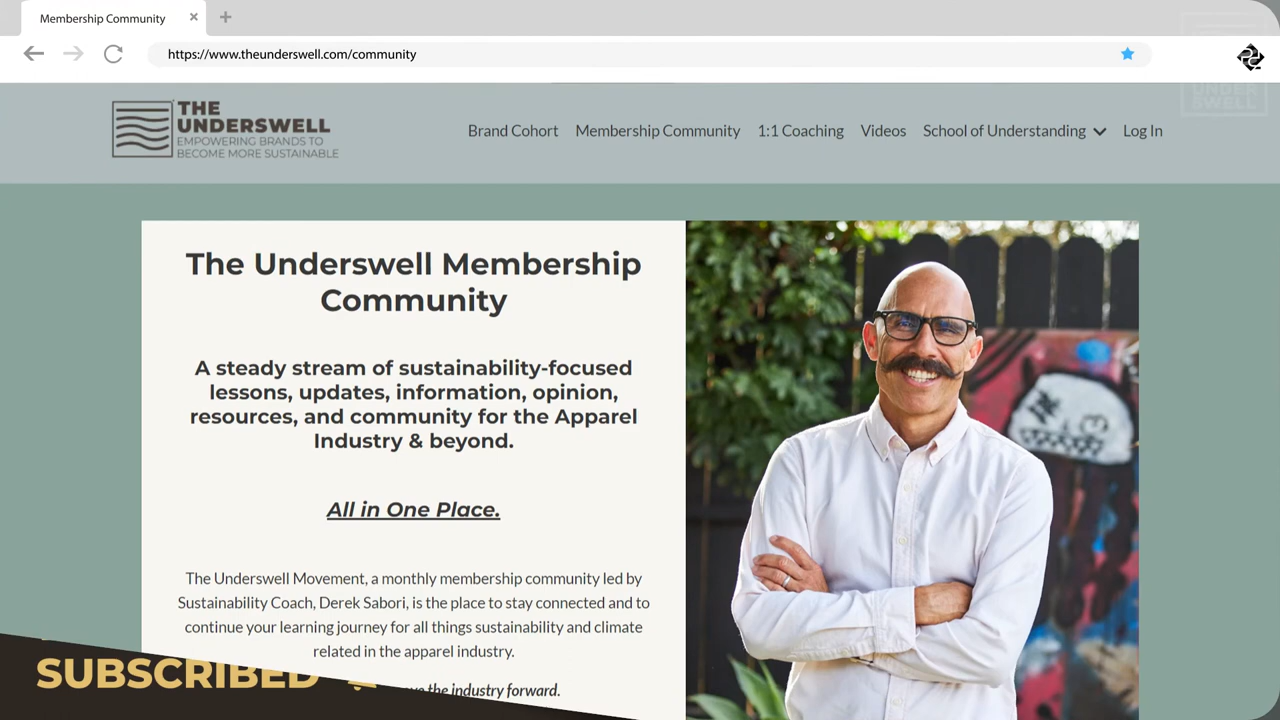 Membership Community
https://www.theunderswell.com/community
THE
UNDERSWELL
EMPOWERING BRANDS TO
BECOME MORE SUSTAINABLE
Brand Cohort Membership Community 1:1 Coaching Videos School of Understanding Log In
UNDER
SWELL
The Underswell Membership
Community
A steady stream of sustainability-focused
lessons, updates, information, opinion,
resources, and community for the Apparel
Industry & beyond.
All in One Place.
The Underswell Movement, a monthly membership community led by
Sustainability Coach, Derek Sabori, is the place to stay connected and to
continue your learning journey for all things sustainability and climate
related in the apparel industry.
the industry forward.
SUBSCRIBED